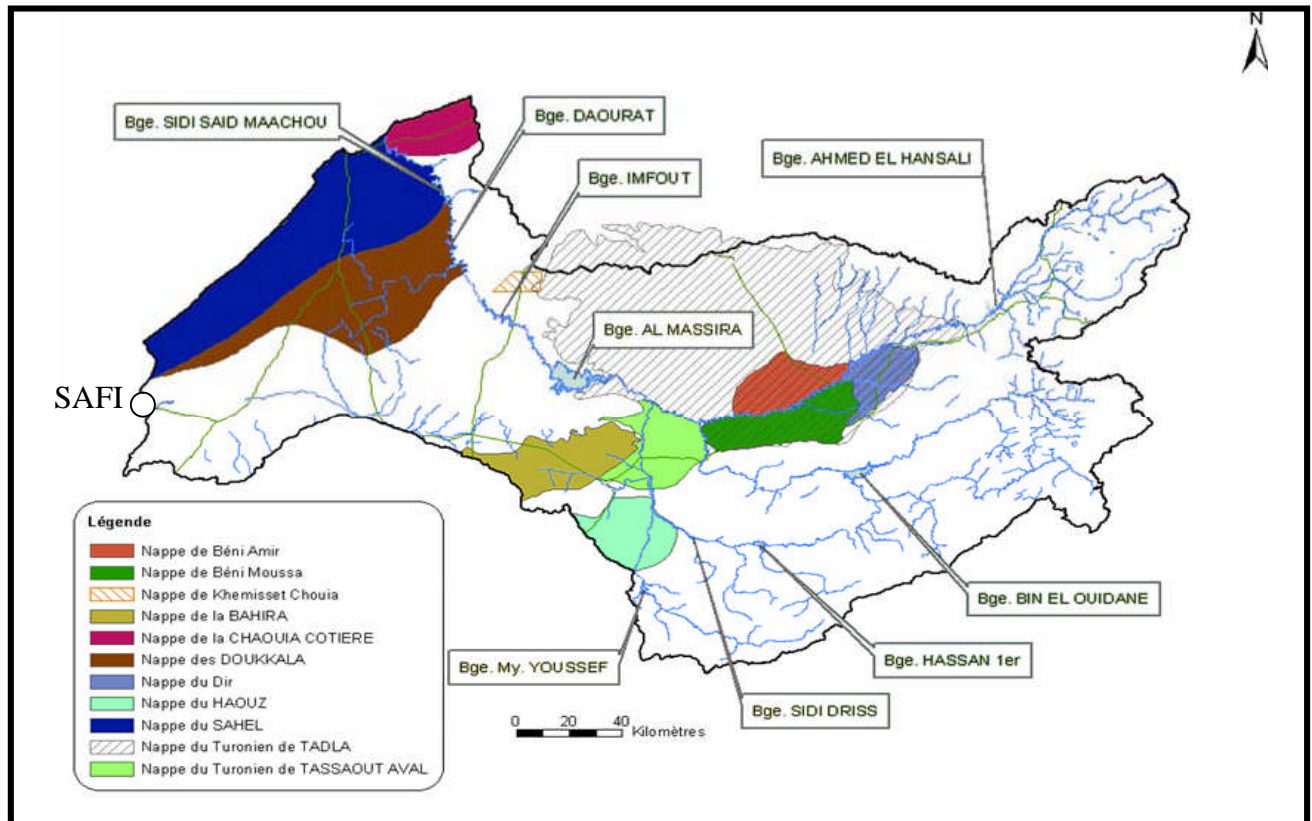 N
Bge. SIDI SAID MAACHOU
Bge. DAOURAT
Bge. IMFOUT
Bge. AHMED EL HANSALI
Bge. AL MASSIRA
SAFI
Bge. BIN EL OUIDANE
Bge. My. YOUSSEF
Bge. HASSAN 1er
Bge. SIDI DRISS
0 20 40 Kilomètres
Légende
Nappe de Béni Amir
Nappe de Béni Moussa
Nappe de Khemisset Chouia
Nappe de la BAHIRA
Nappe de la CHAOUIA COTIERE
Nappe des DOUKKALA
Nappe du Dir
Nappe du HAOUZ
Nappe du SAHEL
Nappe du Turonien de TADLA
Nappe du Turonien de TASSAOUT AVAL